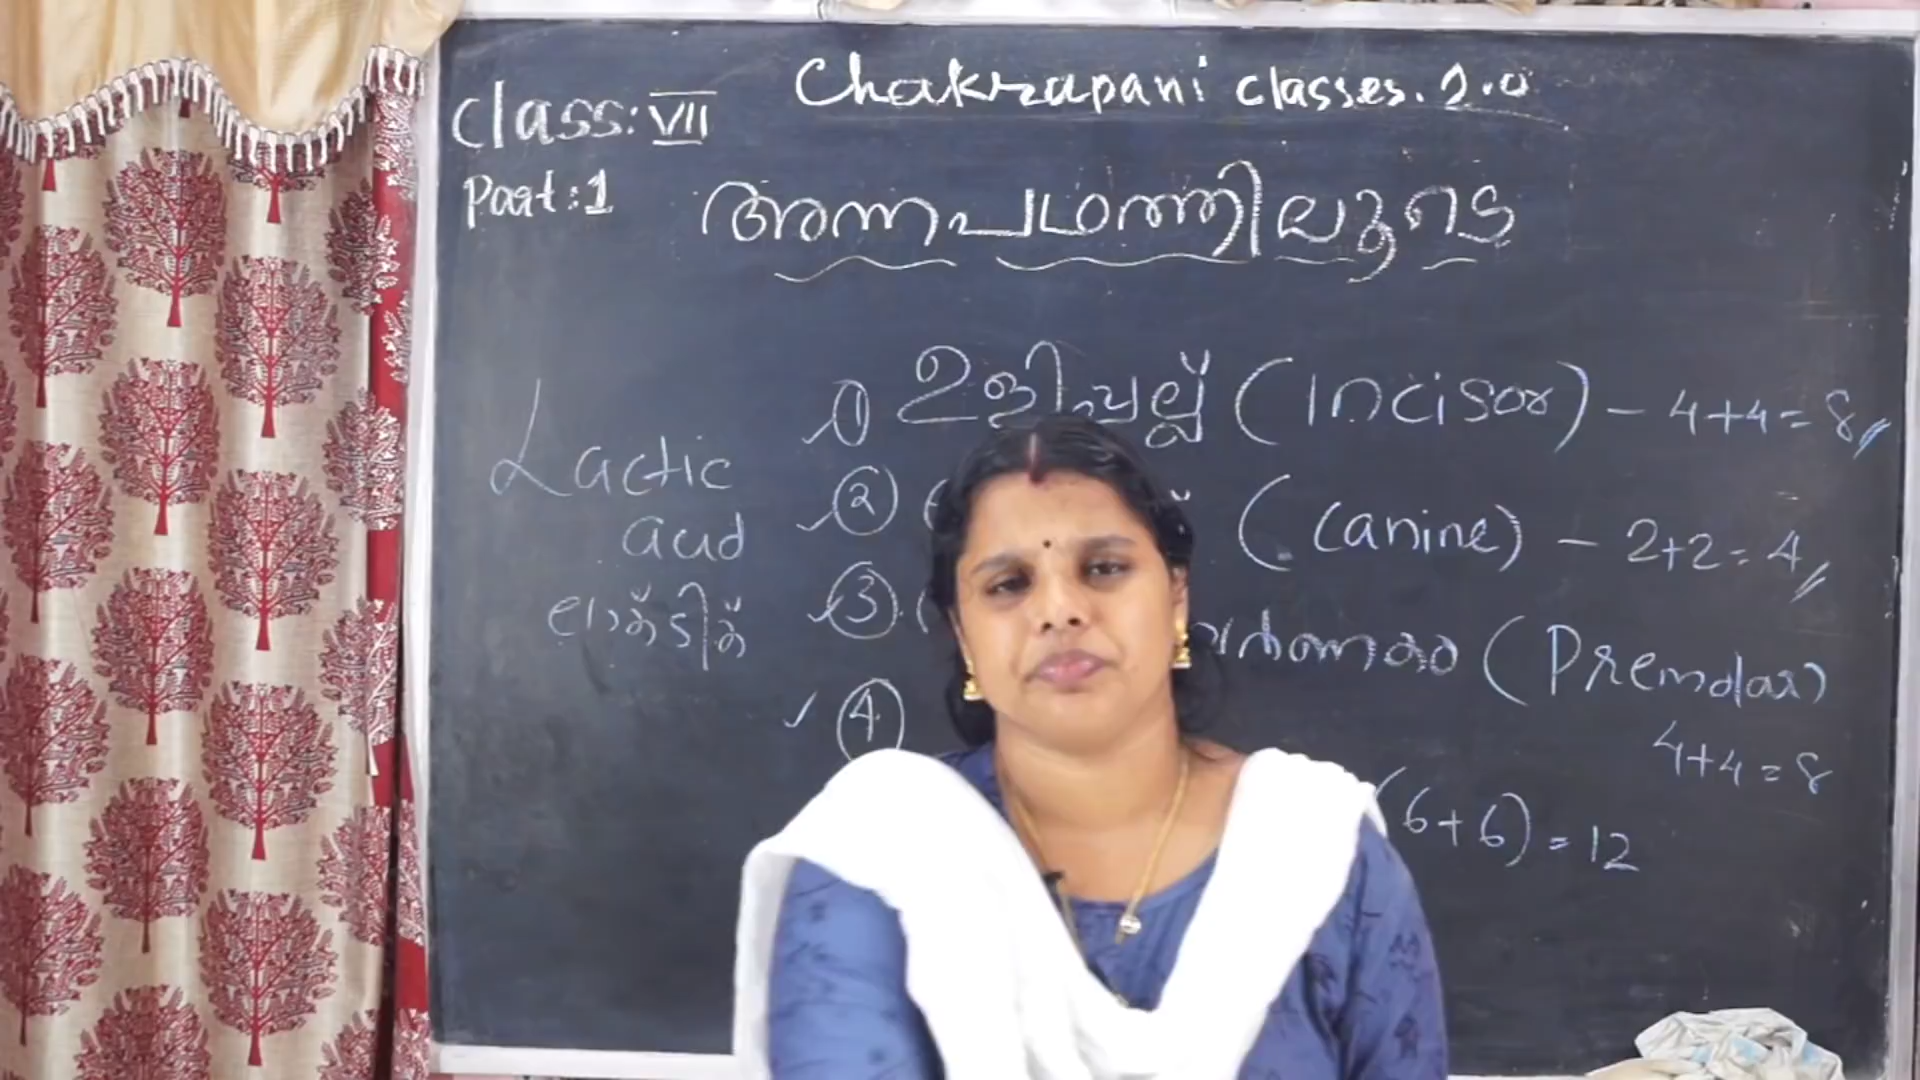 Chakrapani classes. 2.0
Class: VII
Part: 1
അന്നപഥത്തിലൂടെ
① ഉളിപ്പല്ല് (Incisor) - 4+4=8
② (Canine) - 2+2=4
③ (Premolar)
4+4=8
④
(6+6)=12
Lactic
acid
ലാക്ടിക്